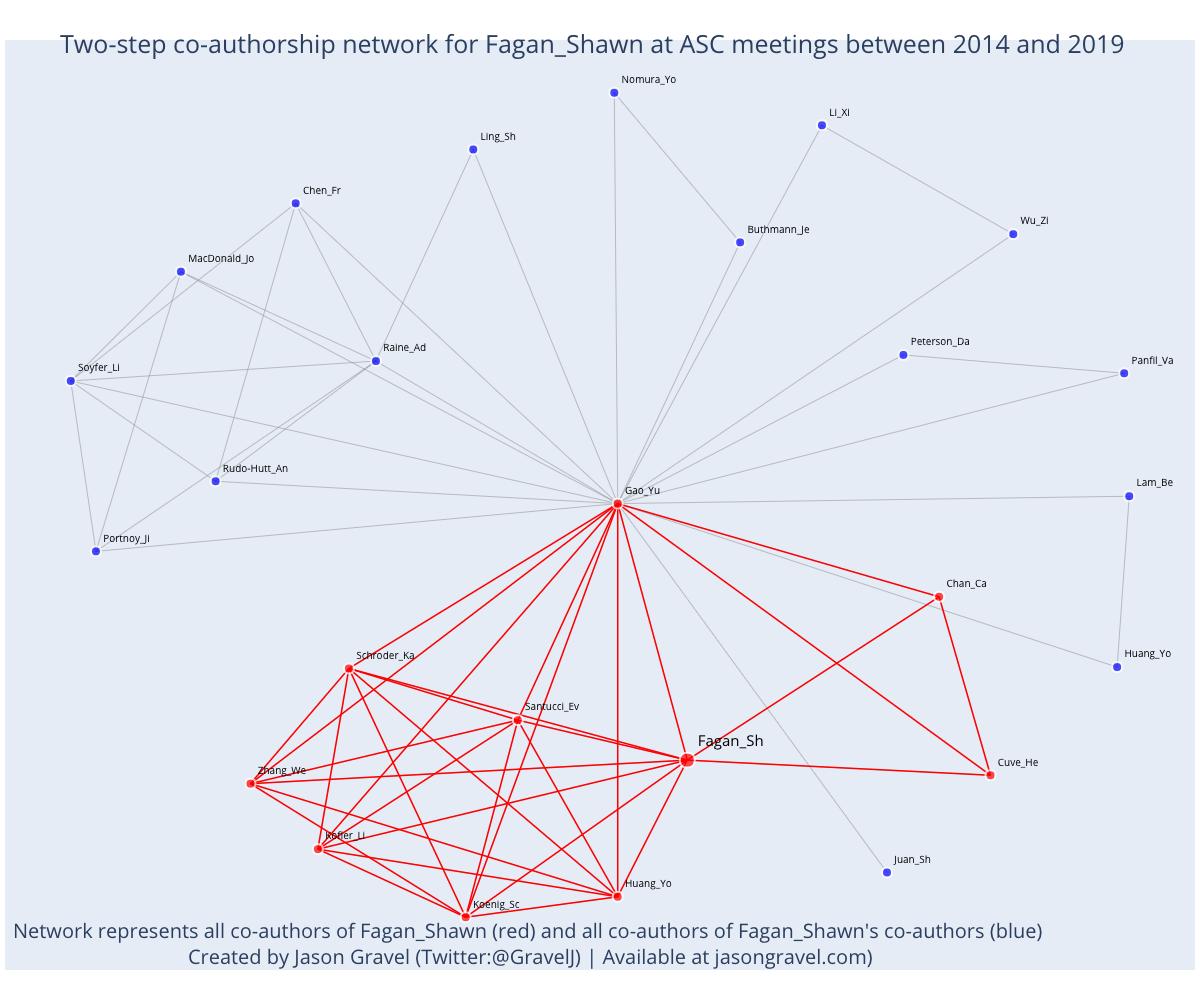 Two-step co-authorship network for Fagan_Shawn at ASC meetings between 2014 and 2019
Nomura_Yo
Li_Xi
Ling_Sh
Chen_Fr
Wu_Zi
Buthmann_Je
MacDonald_Jo
Peterson_Da
Raine_Ad
Panfil_Va
Soyfer_Li
Rudo-Hutt_An
Lam_Be
Gao_Yu
Portnoy_Ji
Chan_Ca
Huang_Yo
Schroder_Ka
Santucci_Ev
Fagan_Sh
Cuve_He
Zhang_We
Kofler_Li
Juan_Sh
Huang_Yo
Koenig_Sc
Network represents all co-authors of Fagan_Shawn (red) and all co-authors of Fagan_Shawn's co-authors (blue)
Created by Jason Gravel (Twitter:@GravelJ) | Available at jasongravel.com)